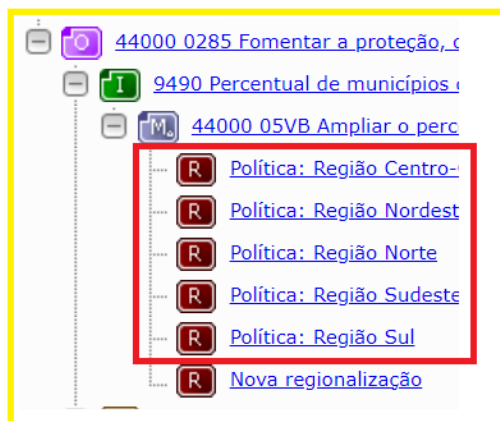 O 44000 0285 Fomentar a proteção, c
I 9490 Percentual de municípios c
M 44000 05VB Ampliar o perc
R Política: Região Centro-
R Política: Região Nordest
R Política: Região Norte
R Política: Região Sudeste
R Política: Região Sul
R Nova regionalização